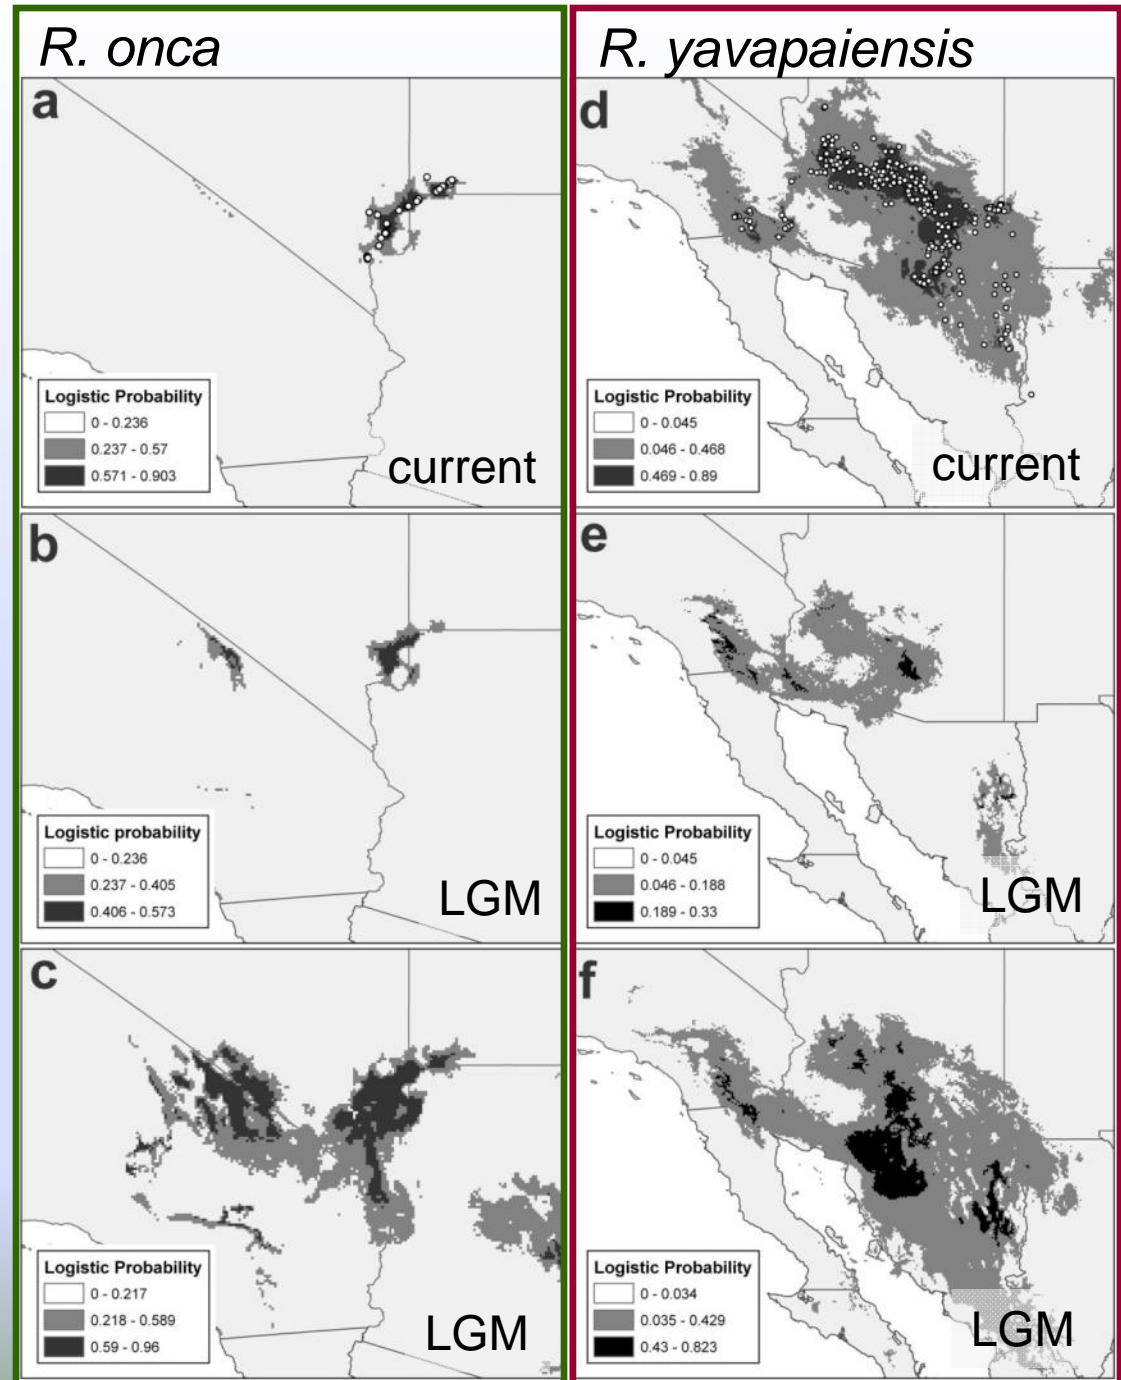 R. onca
a
Logistic Probability
0 - 0.236
0.237 - 0.57
0.571 - 0.903
current
b
Logistic probability
0 - 0.236
0.237 - 0.405
0.406 - 0.573
LGM
c
Logistic Probability
0 - 0.217
0.218 - 0.589
0.59 - 0.96
LGM
R. yavapaiensis
d
Logistic Probability
0 - 0.045
0.046 - 0.468
0.469 - 0.89
current
e
Logistic Probability
0 - 0.045
0.046 - 0.188
0.189 - 0.33
LGM
f
Logistic Probability
0 - 0.034
0.035 - 0.429
0.43 - 0.823
LGM